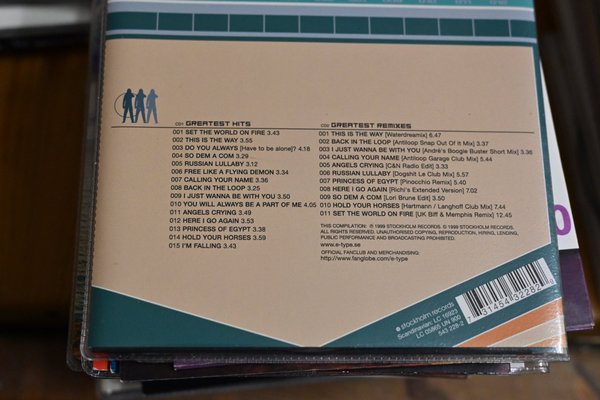 CD1 GREATEST HITS
001 SET THE WORLD ON FIRE 3.43
002 THIS IS THE WAY 3.55
003 DO YOU ALWAYS [Have to be alone]? 4.18
004 SO DEM A COM 3.29
005 RUSSIAN LULLABY 3.12
006 FREE LIKE A FLYING DEMON 3.34
007 CALLING YOUR NAME 3.36
008 BACK IN THE LOOP 3.25
009 I JUST WANNA BE WITH YOU 3.50
010 YOU WILL ALWAYS BE A PART OF ME 4.05
011 ANGELS CRYING 3.49
012 HERE I GO AGAIN 3.53
013 PRINCESS OF EGYPT 3.38
014 HOLD YOUR HORSES 3.59
015 I'M FALLING 3.43
CD2 GREATEST REMIXES
001 THIS IS THE WAY [Waterdreamix] 6.47
002 BACK IN THE LOOP [Antiloop Snap Out Of It Mix] 3.37
003 I JUST WANNA BE WITH YOU [André's Boogie Buster Short Mix] 3.36
004 CALLING YOUR NAME [Antiloop Garage Club Mix] 5.44
005 ANGELS CRYING [C&N Radio Edit] 3.33
006 RUSSIAN LULLABY [Dogshit Le Club Mix] 5.57
007 PRINCESS OF EGYPT [Pinocchio Remix] 5.40
008 HERE I GO AGAIN [Richi's Extended Version] 7.02
009 SO DEM A COM [Lori Brune Edit] 3.50
010 HOLD YOUR HORSES [Hartmann / Langhoff Club Mix] 7.44
011 SET THE WORLD ON FIRE [UK Biff & Memphis Remix] 12.45
THIS COMPILATION: ℗ 1999 STOCKHOLM RECORDS © 1999 STOCKHOLM RECORDS.
ALL RIGHTS RESERVED. UNAUTHORISED COPYING, REPRODUCTION, HIRING, LENDING,
PUBLIC PERFORMANCE AND BROADCASTING PROHIBITED.
www.e-type.se
OFFICIAL FANCLUB AND MERCHANDISING:
http://www.fanglobe.com/e-type
stockholm records
Scandinavian: LC 16923
LC 05865 UN 900
543 228-2
7 31454 32282 8